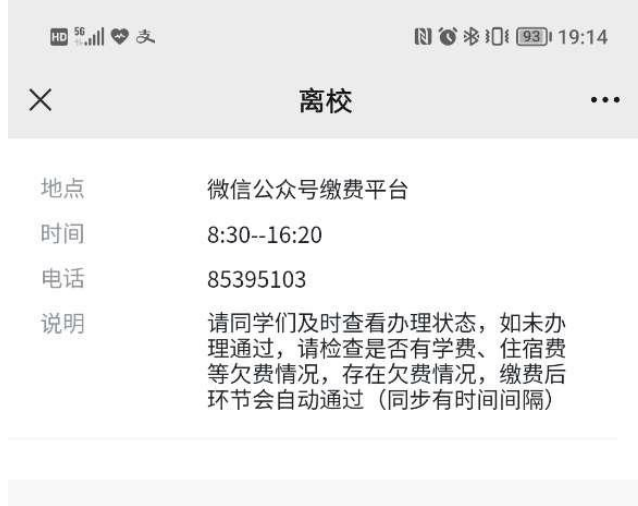 HD 5G 93 19:14
离校
地点 微信公众号缴费平台
时间 8:30--16:20
电话 85395103
说明 请同学们及时查看办理状态，如未办
理通过，请检查是否有学费、住宿费
等欠费情况，存在欠费情况，缴费后
环节会自动通过（同步有时间间隔）